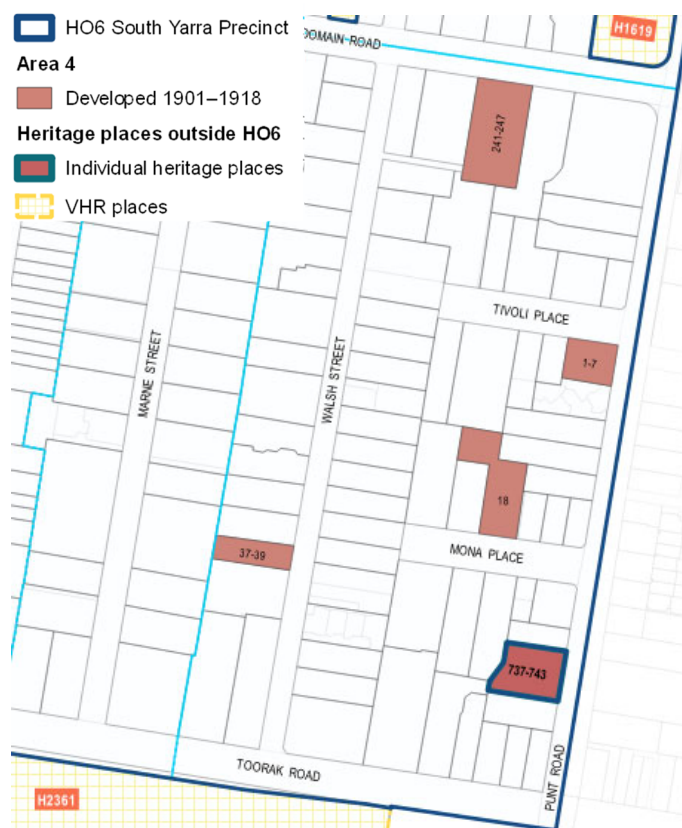 HO6 South Yarra Precinct
Area 4
Developed 1901–1918
Heritage places outside HO6
Individual heritage places
VHR places
DOMAIN ROAD
H1619
241-247
TIVOLI PLACE
1-7
MARNE STREET
WALSH STREET
18
37-39
MONA PLACE
737-743
TOORAK ROAD
PUNT ROAD
H2361